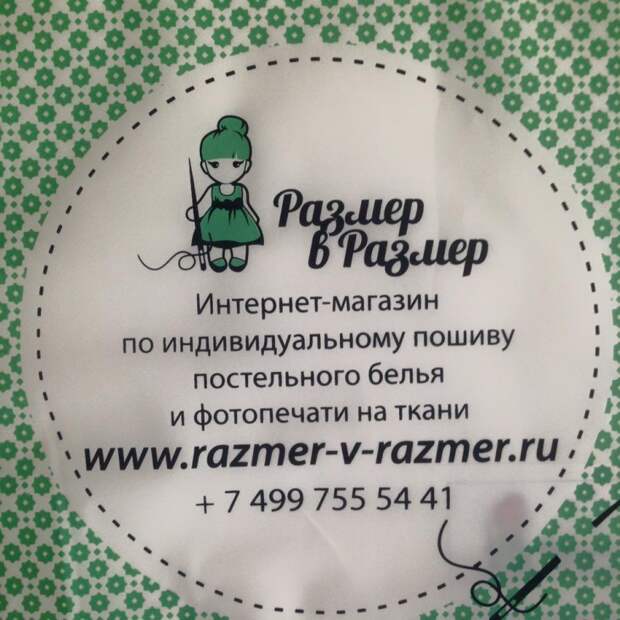 Размер
в Размер
Интернет-магазин
по индивидуальному пошиву
постельного белья
и фотопечати на ткани
www.razmer-v-razmer.ru
+ 7 499 755 54 41